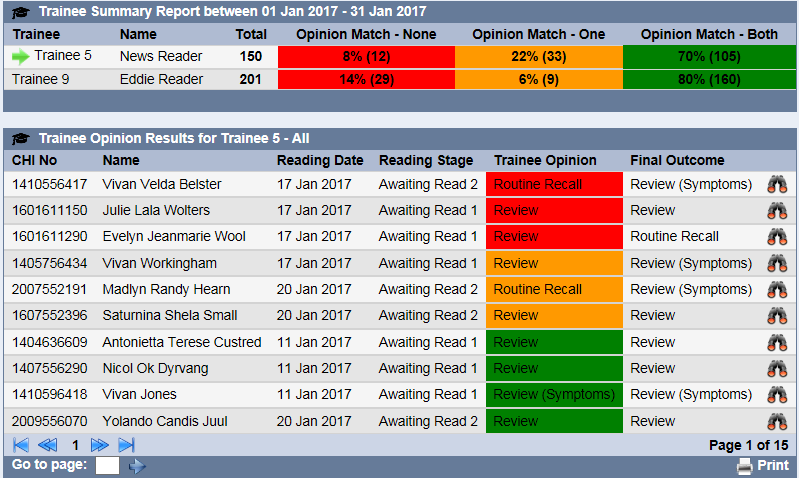 Trainee Summary Report between 01 Jan 2017 - 31 Jan 2017
Trainee Name Total Opinion Match - None Opinion Match - One Opinion Match - Both
Trainee 5 News Reader 150 8% (12) 22% (33) 70% (105)
Trainee 9 Eddie Reader 201 14% (29) 6% (9) 80% (160)
Trainee Opinion Results for Trainee 5 - All
CHI No Name Reading Date Reading Stage Trainee Opinion Final Outcome
1410556417 Vivan Velda Belster 17 Jan 2017 Awaiting Read 2 Routine Recall Review (Symptoms)
1601611150 Julie Lala Wolters 17 Jan 2017 Awaiting Read 1 Review Review
1601611290 Evelyn Jeanmarie Wool 17 Jan 2017 Awaiting Read 1 Review Routine Recall
1405756434 Vivan Workingham 17 Jan 2017 Awaiting Read 1 Review Review (Symptoms)
2007552191 Madlyn Randy Hearn 20 Jan 2017 Awaiting Read 2 Routine Recall Review (Symptoms)
1607552396 Saturnina Shela Small 20 Jan 2017 Awaiting Read 2 Review Review
1404636609 Antonietta Terese Custred 11 Jan 2017 Awaiting Read 1 Review Review
1407556290 Nicol Ok Dyrvang 11 Jan 2017 Awaiting Read 1 Review Review
1410596418 Vivan Jones 11 Jan 2017 Awaiting Read 1 Review (Symptoms) Review (Symptoms)
2009556070 Yolando Candis Juul 20 Jan 2017 Awaiting Read 2 Review Review
1 Page 1 of 15
Go to page: Print